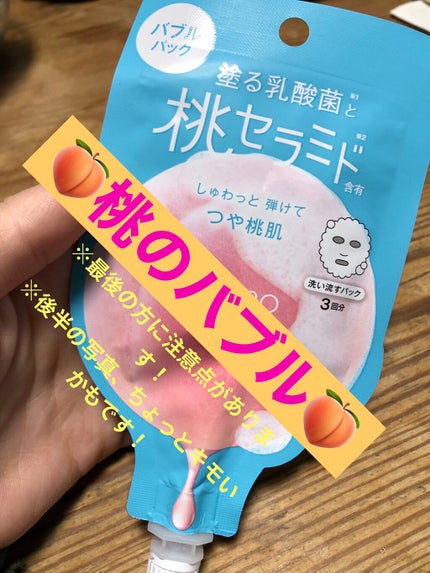 バブル
パック
塗る乳酸菌※1と
桃セラミド※2
含有
しゅわっと 弾けて
つや桃肌
洗い流すパック
3回分
🍑桃のバブル🍑
※最後の方に注意点がありま
す！
※後半の写真、ちょっとキモい
かもです！